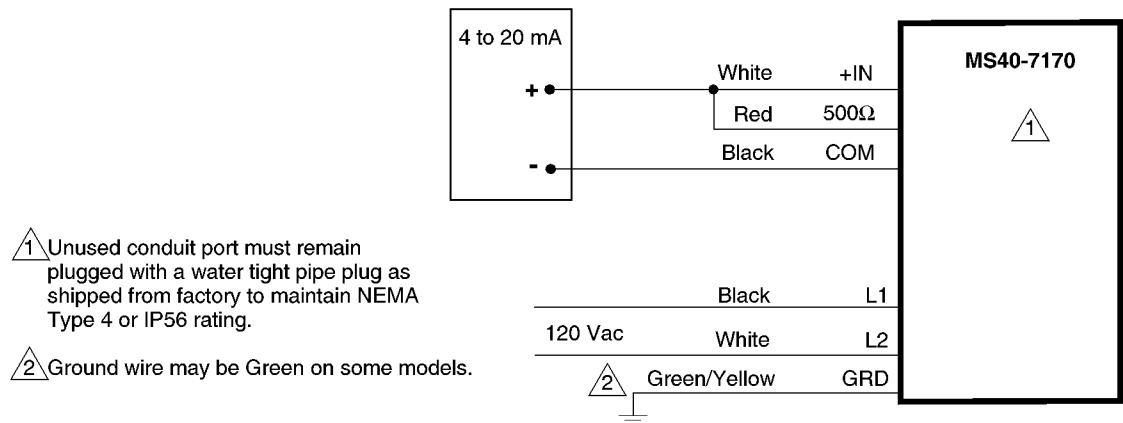 4 to 20 mA
+
-
White +IN
Red 500Ω
Black COM
MS40-7170
1
1 Unused conduit port must remain
plugged with a water tight pipe plug as
shipped from factory to maintain NEMA
Type 4 or IP56 rating.
2 Ground wire may be Green on some models.
Black L1
120 Vac
White L2
2
Green/Yellow GRD